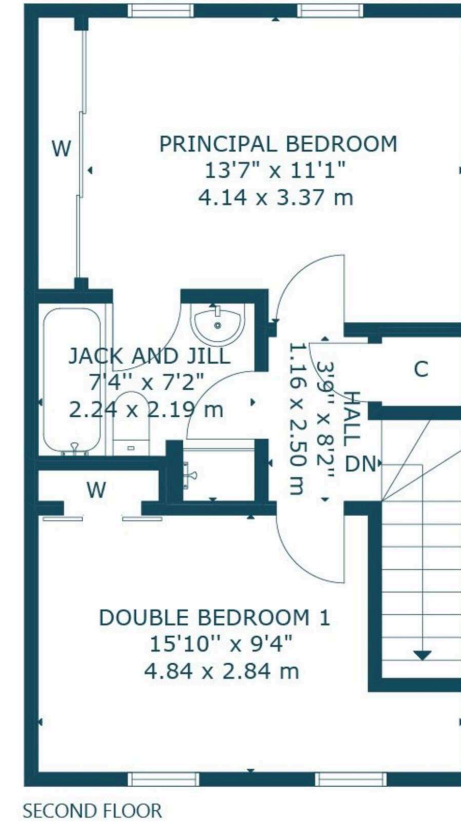 W
PRINCIPAL BEDROOM
13'7" x 11'1"
4.14 x 3.37 m
JACK AND JILL
7'4'' x 7'2"
2.24 x 2.19 m
HALL
3'9'' x 8'2''
1.16 x 2.50 m
C
DN
W
DOUBLE BEDROOM 1
15'10'' x 9'4"
4.84 x 2.84 m
SECOND FLOOR